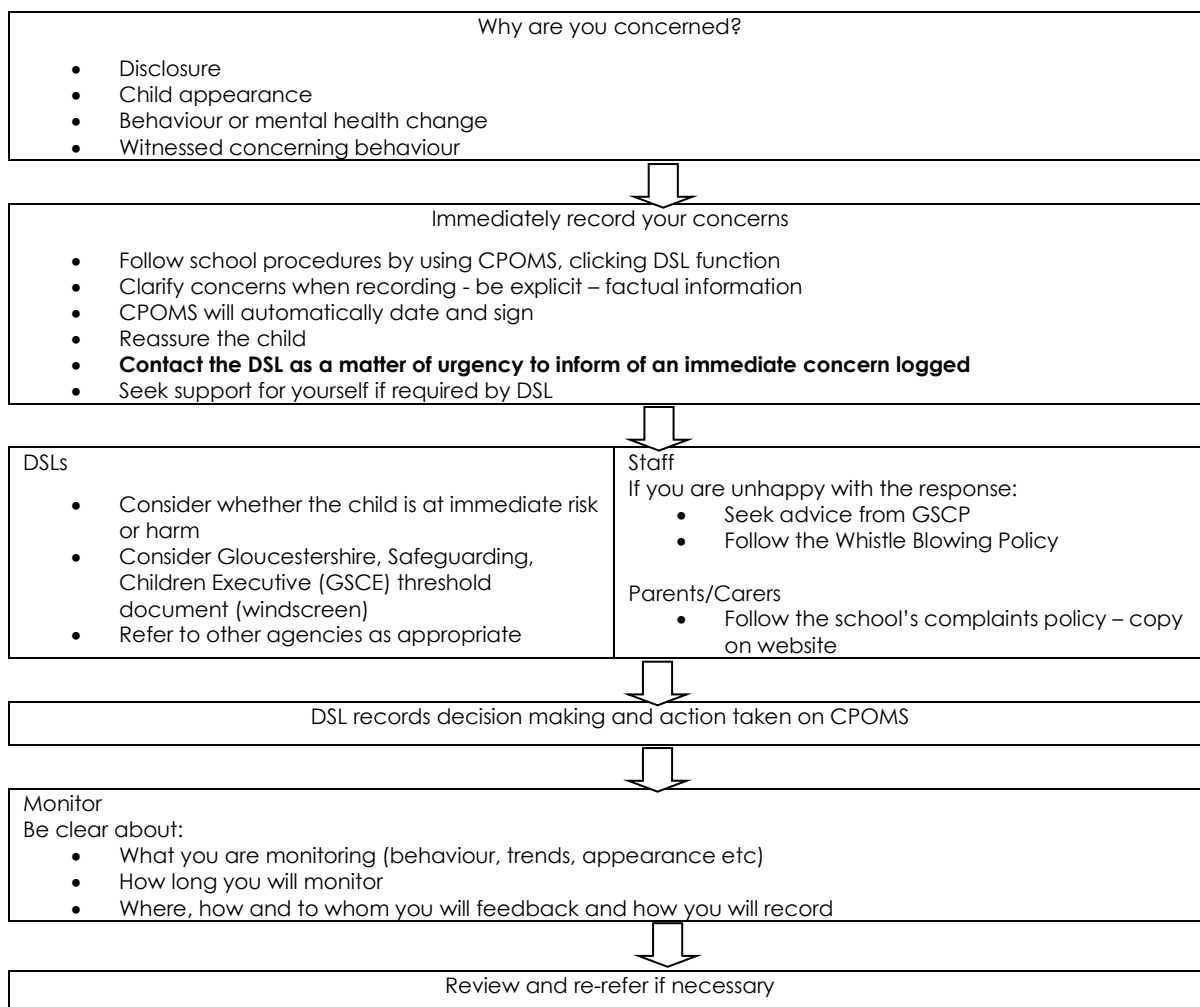 Why are you concerned?
• Disclosure
• Child appearance
• Behaviour or mental health change
• Witnessed concerning behaviour
Immediately record your concerns
• Follow school procedures by using CPOMS, clicking DSL function
• Clarify concerns when recording - be explicit – factual information
• CPOMS will automatically date and sign
• Reassure the child
• Contact the DSL as a matter of urgency to inform of an immediate concern logged
• Seek support for yourself if required by DSL
DSLs
• Consider whether the child is at immediate risk
or harm
• Consider Gloucestershire, Safeguarding,
Children Executive (GSCE) threshold
document (windscreen)
• Refer to other agencies as appropriate
Staff
If you are unhappy with the response:
• Seek advice from GSCP
• Follow the Whistle Blowing Policy
Parents/Carers
• Follow the school’s complaints policy – copy
on website
DSL records decision making and action taken on CPOMS
Monitor
Be clear about:
• What you are monitoring (behaviour, trends, appearance etc)
• How long you will monitor
• Where, how and to whom you will feedback and how you will record
Review and re-refer if necessary